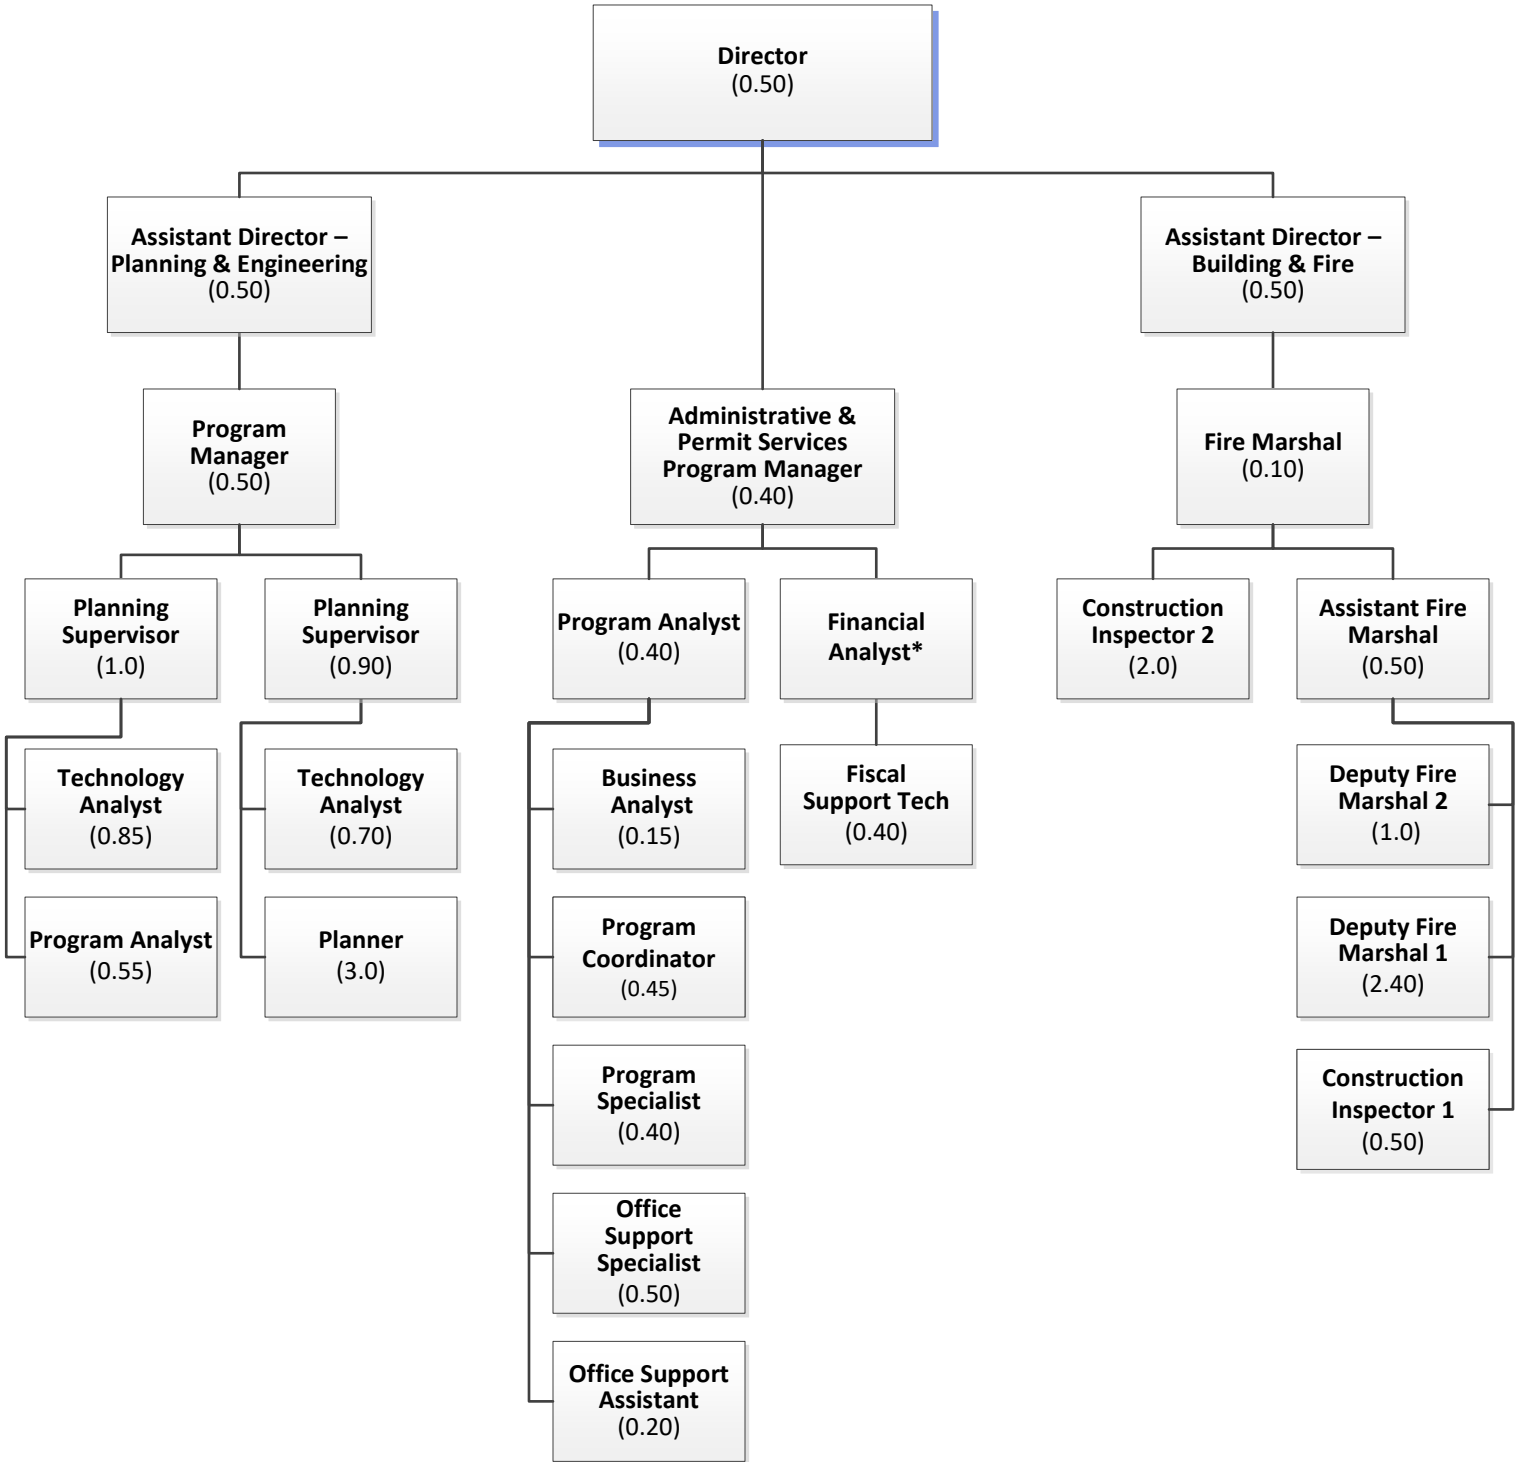 Director
(0.50)
Assistant Director –
Planning & Engineering
(0.50)
Assistant Director –
Building & Fire
(0.50)
Program
Manager
(0.50)
Administrative &
Permit Services
Program Manager
(0.40)
Fire Marshal
(0.10)
Planning
Supervisor
(1.0)
Planning
Supervisor
(0.90)
Program Analyst
(0.40)
Financial
Analyst*
Construction
Inspector 2
(2.0)
Assistant Fire
Marshal
(0.50)
Technology
Analyst
(0.85)
Technology
Analyst
(0.70)
Business
Analyst
(0.15)
Fiscal
Support Tech
(0.40)
Deputy Fire
Marshal 2
(1.0)
Program Analyst
(0.55)
Planner
(3.0)
Program
Coordinator
(0.45)
Deputy Fire
Marshal 1
(2.40)
Program
Specialist
(0.40)
Construction
Inspector 1
(0.50)
Office
Support
Specialist
(0.50)
Office Support
Assistant
(0.20)